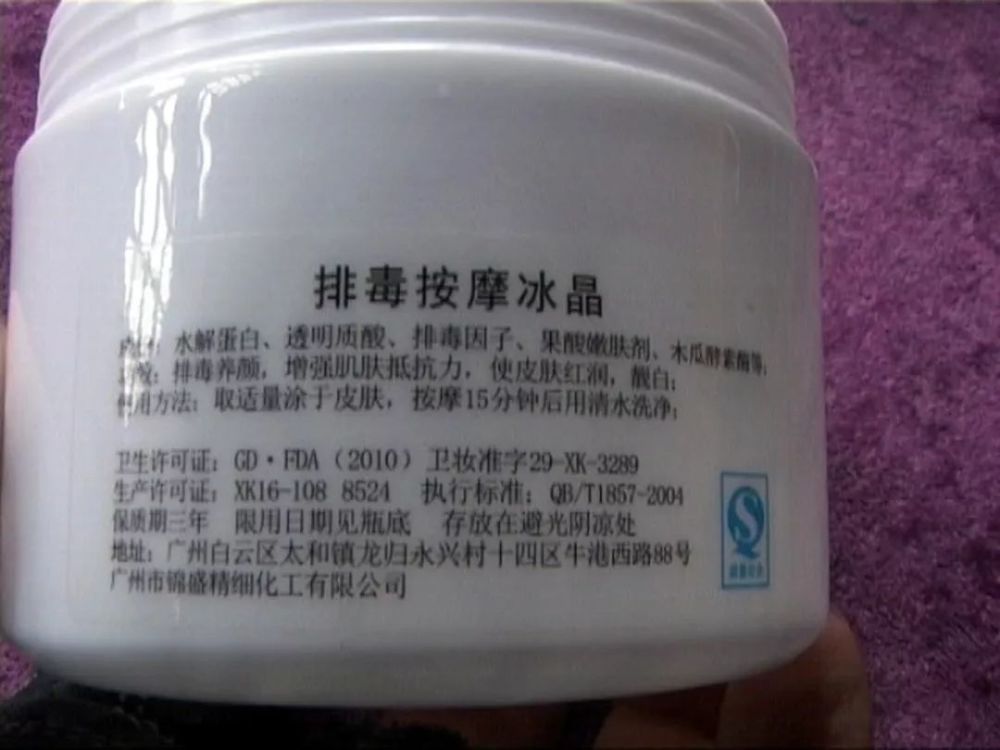 排毒按摩冰晶
成分：水解蛋白、透明质酸、排毒因子、果酸嫩肤剂、木瓜酵素酶等；
功效：排毒养颜，增强肌肤抵抗力，使皮肤红润，靓白；
使用方法：取适量涂于皮肤，按摩15分钟后用清水洗净；
卫生许可证：GD·FDA（2010）卫妆准字29-XK-3289
生产许可证：XK16-108 8524 执行标准：QB/T1857-2004
保质期三年 限用日期见瓶底 存放在避光阴凉处
地址：广州白云区太和镇龙归永兴村十四区牛港西路88号
广州市锦盛精细化工有限公司